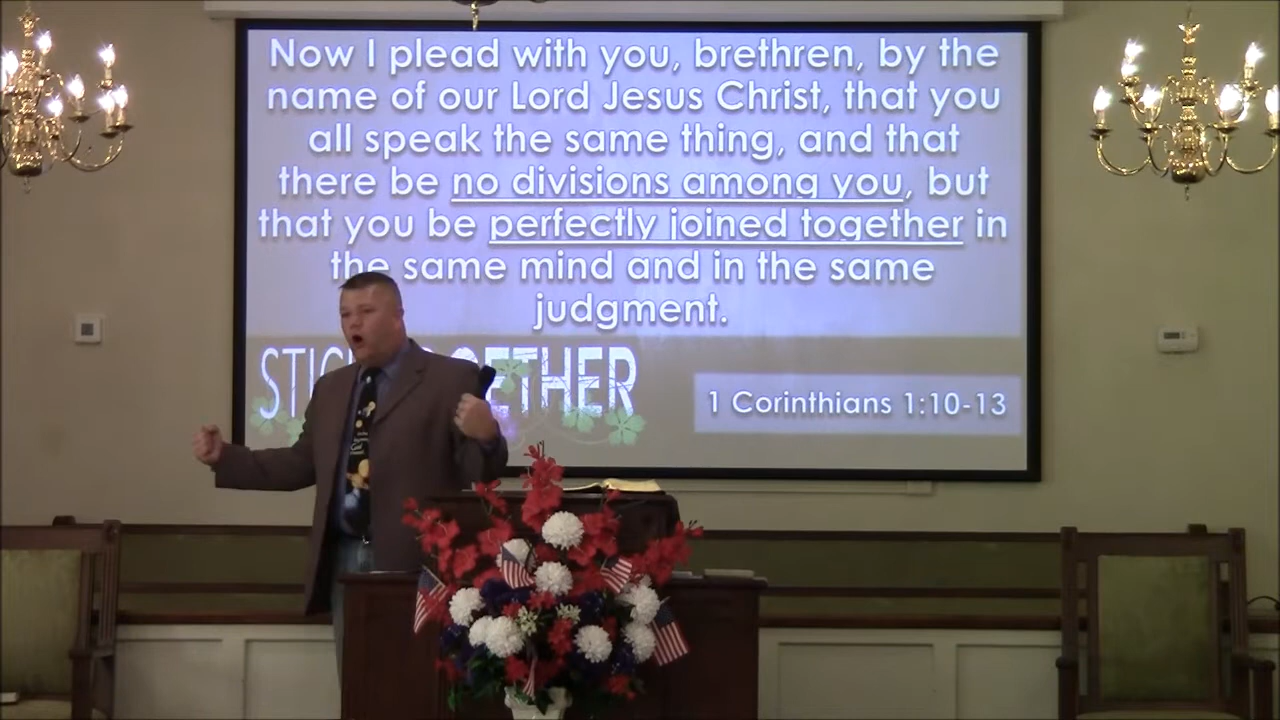 Now I plead with you, brethren, by the
name of our Lord Jesus Christ, that you
all speak the same thing, and that
there be no divisions among you, but
that you be perfectly joined together in
the same mind and in the same
judgment.
1 Corinthians 1:10-13